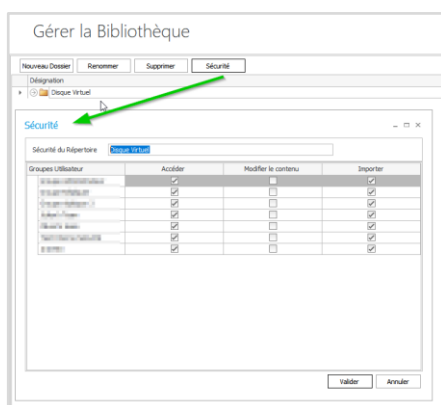 Gérer la Bibliothèque
Nouveau Dossier Renommer Supprimer Sécurité
Désignation
Disque Virtuel
Sécurité
Sécurité du Répertoire Disque Virtuel
Groupes Utilisateur Accéder Modifier le contenu Importer
Valider Annuler